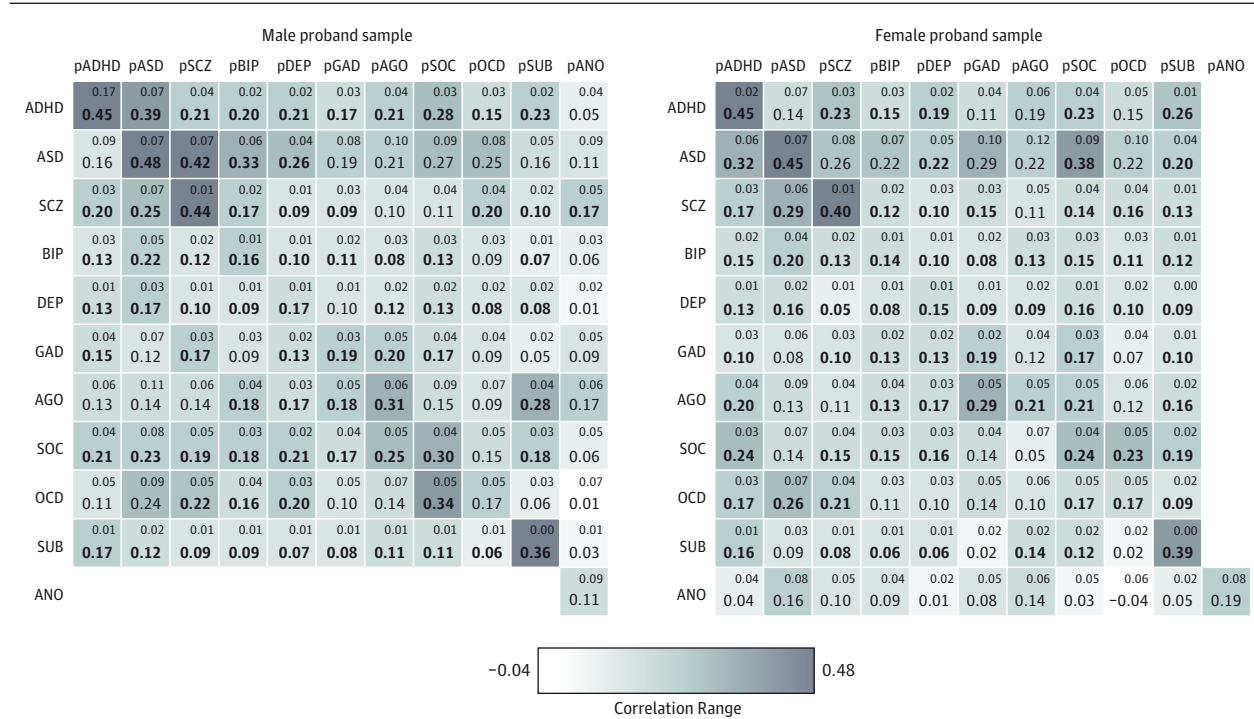 Male proband sample Female proband sample
pADHD pASD pSCZ pBIP pDEP pGAD pAGO pSOC pOCD pSUB pANO pADHD pASD pSCZ pBIP pDEP pGAD pAGO pSOC pOCD pSUB pANO
0.17 0.07 0.04 0.02 0.02 0.03 0.04 0.03 0.03 0.02 0.04 0.02 0.07 0.03 0.03 0.02 0.04 0.06 0.04 0.05 0.01
ADHD 0.45 0.39 0.21 0.20 0.21 0.17 0.21 0.28 0.15 0.23 0.05 ADHD 0.45 0.14 0.23 0.15 0.19 0.11 0.19 0.23 0.15 0.26
0.09 0.07 0.07 0.06 0.04 0.08 0.10 0.09 0.08 0.05 0.09 0.06 0.07 0.08 0.07 0.05 0.10 0.12 0.09 0.10 0.04
ASD 0.16 0.48 0.42 0.33 0.26 0.19 0.21 0.27 0.25 0.16 0.11 ASD 0.32 0.45 0.26 0.22 0.22 0.29 0.22 0.38 0.22 0.20
0.03 0.07 0.01 0.02 0.01 0.03 0.04 0.04 0.04 0.02 0.05 0.03 0.06 0.01 0.02 0.03 0.03 0.05 0.04 0.04 0.01
SCZ 0.20 0.25 0.44 0.17 0.09 0.09 0.10 0.11 0.20 0.10 0.17 SCZ 0.17 0.29 0.40 0.12 0.10 0.15 0.11 0.14 0.16 0.13
0.03 0.05 0.02 0.01 0.01 0.02 0.03 0.03 0.03 0.01 0.03 0.02 0.04 0.02 0.01 0.01 0.02 0.03 0.03 0.03 0.01
BIP 0.13 0.22 0.12 0.16 0.10 0.11 0.08 0.13 0.09 0.07 0.06 BIP 0.15 0.20 0.13 0.14 0.10 0.08 0.13 0.15 0.11 0.12
0.01 0.03 0.01 0.01 0.01 0.01 0.02 0.02 0.02 0.01 0.02 0.01 0.02 0.01 0.01 0.01 0.01 0.02 0.01 0.02 0.00
DEP 0.13 0.17 0.10 0.09 0.17 0.10 0.12 0.13 0.08 0.08 0.01 DEP 0.13 0.16 0.05 0.08 0.15 0.09 0.09 0.16 0.10 0.09
0.04 0.07 0.03 0.03 0.02 0.03 0.05 0.04 0.04 0.02 0.05 0.03 0.06 0.03 0.02 0.02 0.02 0.04 0.03 0.04 0.01
GAD 0.15 0.12 0.17 0.09 0.13 0.19 0.20 0.17 0.09 0.05 0.09 GAD 0.10 0.08 0.10 0.13 0.13 0.19 0.12 0.17 0.07 0.10
0.06 0.11 0.06 0.04 0.03 0.05 0.06 0.09 0.07 0.04 0.06 0.04 0.09 0.04 0.04 0.03 0.05 0.05 0.05 0.06 0.02
AGO 0.13 0.14 0.14 0.18 0.17 0.18 0.31 0.15 0.09 0.28 0.17 AGO 0.20 0.13 0.11 0.13 0.17 0.29 0.21 0.21 0.12 0.16
0.04 0.08 0.05 0.03 0.02 0.04 0.05 0.04 0.05 0.03 0.05 0.03 0.07 0.04 0.03 0.02 0.04 0.07 0.04 0.05 0.02
SOC 0.21 0.23 0.19 0.18 0.21 0.17 0.25 0.30 0.15 0.18 0.06 SOC 0.24 0.14 0.15 0.15 0.16 0.14 0.05 0.24 0.23 0.19
0.05 0.09 0.05 0.04 0.03 0.05 0.07 0.05 0.05 0.03 0.07 0.03 0.07 0.04 0.03 0.03 0.05 0.06 0.05 0.05 0.02
OCD 0.11 0.24 0.22 0.16 0.20 0.10 0.14 0.34 0.17 0.06 0.01 OCD 0.17 0.26 0.21 0.11 0.10 0.14 0.10 0.17 0.17 0.09
0.01 0.02 0.01 0.01 0.01 0.01 0.01 0.01 0.01 0.00 0.01 0.01 0.03 0.01 0.01 0.01 0.02 0.02 0.02 0.02 0.00
SUB 0.17 0.12 0.09 0.09 0.07 0.08 0.11 0.11 0.06 0.36 0.03 SUB 0.16 0.09 0.08 0.06 0.06 0.02 0.14 0.12 0.02 0.39
0.09 0.04 0.08 0.05 0.04 0.02 0.05 0.06 0.05 0.06 0.02 0.08
ANO 0.11 ANO 0.04 0.16 0.10 0.09 0.01 0.08 0.14 0.03 −0.04 0.05 0.19
−0.04 0.48
Correlation Range